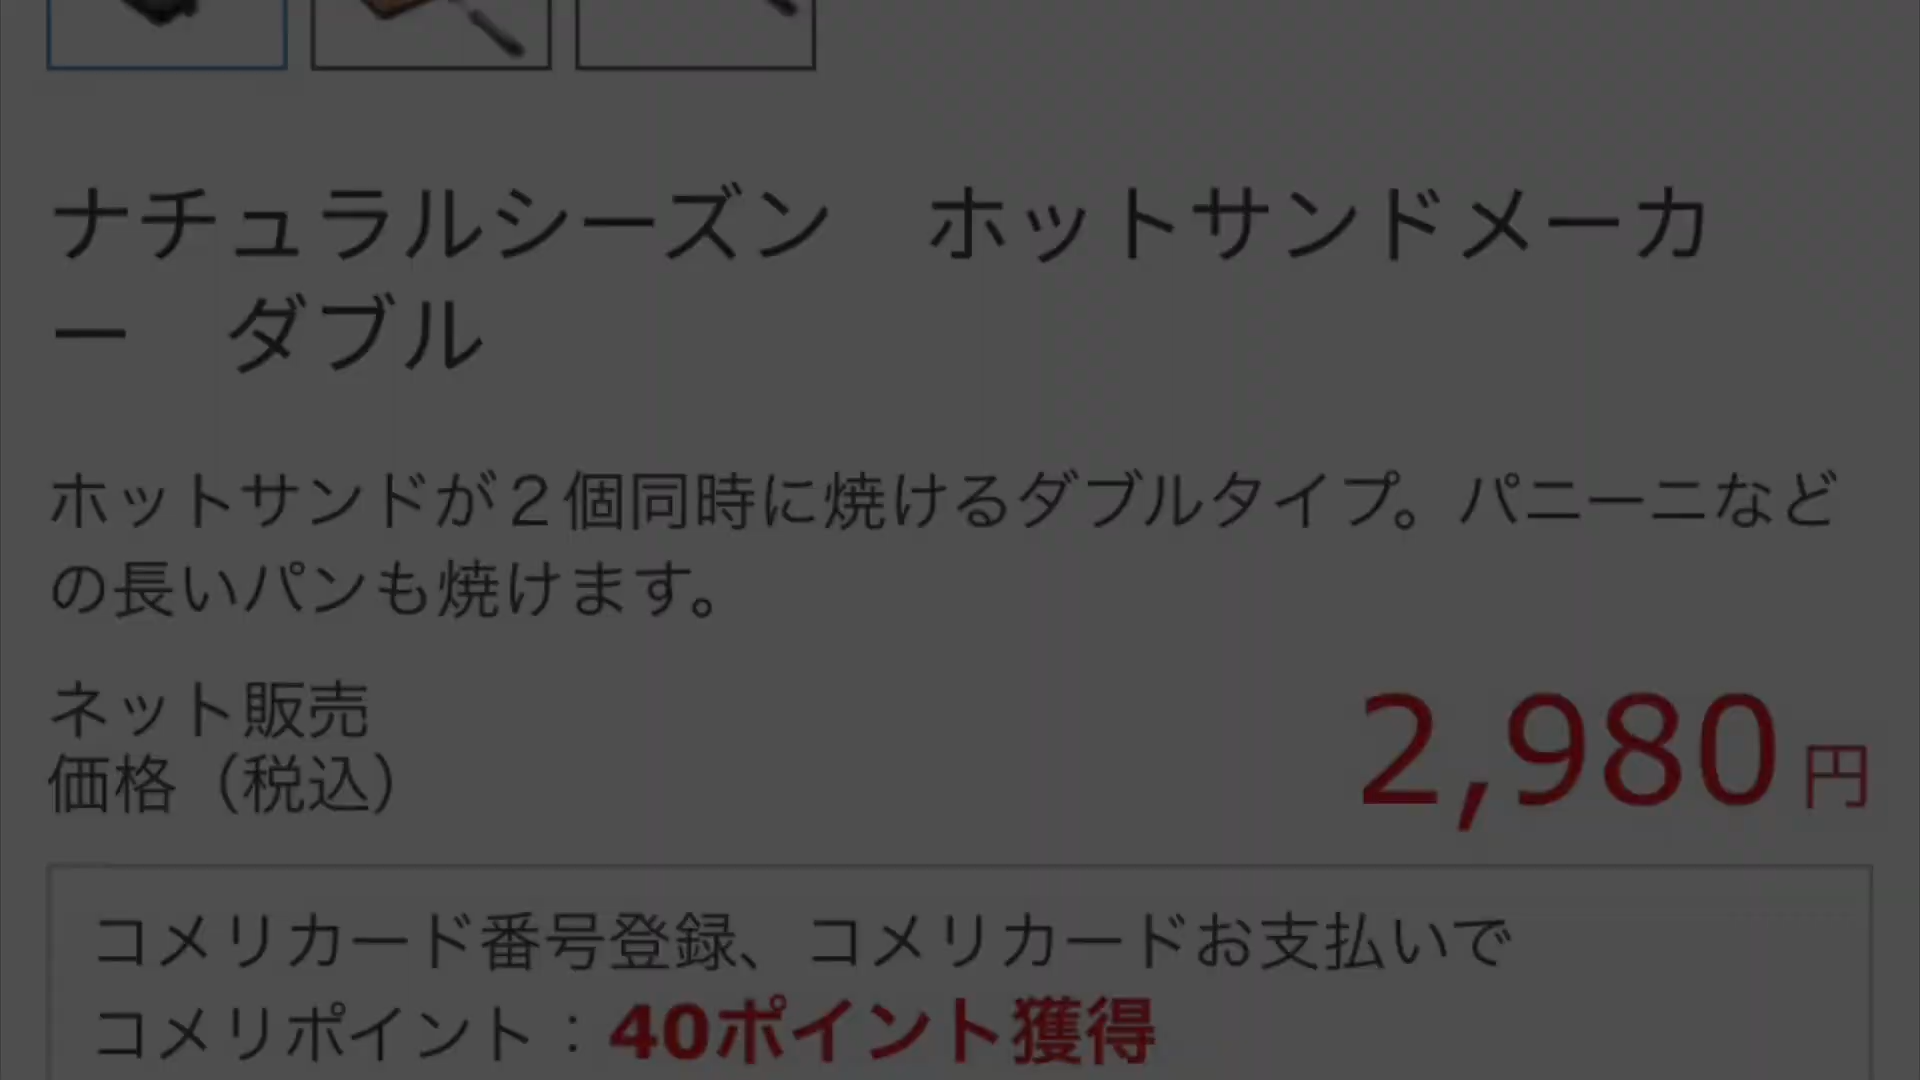 ナチュラルシーズン　ホットサンドメーカ
ー　ダブル
ホットサンドが２個同時に焼けるダブルタイプ。パニーニなど
の長いパンも焼けます。
ネット販売
価格（税込）
2,980円
コメリカード番号登録、コメリカードお支払いで
コメリポイント：40ポイント獲得